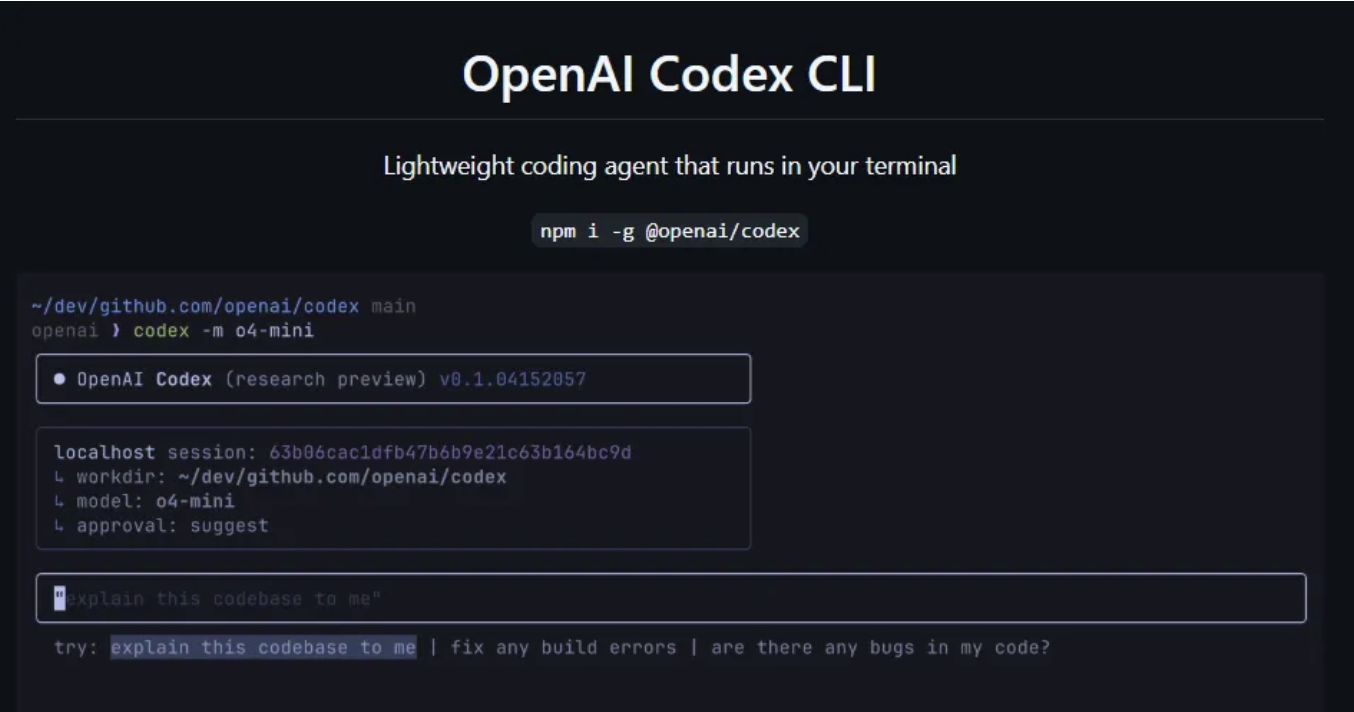 OpenAI Codex CLI
Lightweight coding agent that runs in your terminal
npm i -g @openai/codex
~/dev/github.com/openai/codex main
openai ❯ codex -m o4-mini
● OpenAI Codex (research preview) v0.1.04152057
localhost session: 63b06cac1dfb47b6b9e21c63b164bc9d
↳ workdir: ~/dev/github.com/openai/codex
↳ model: o4-mini
↳ approval: suggest
"explain this codebase to me"
try: explain this codebase to me | fix any build errors | are there any bugs in my code?